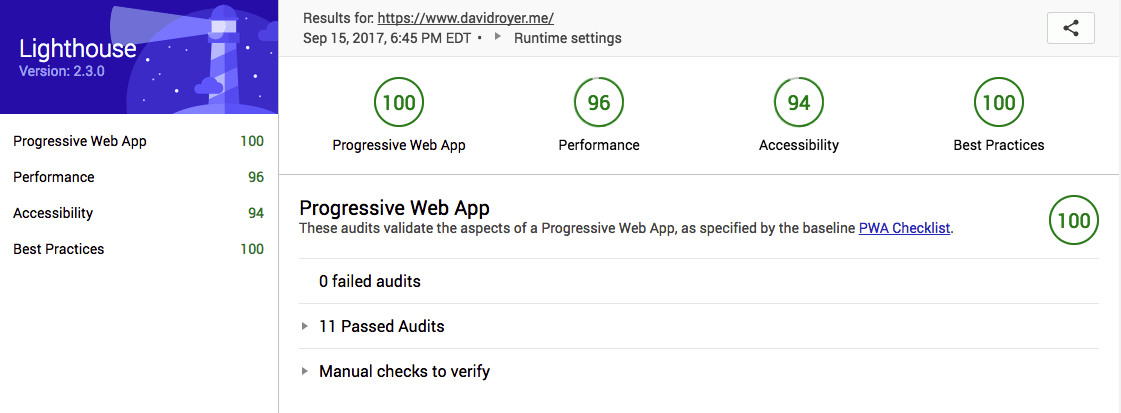 Lighthouse
Version: 2.3.0
Progressive Web App 100
Performance 96
Accessibility 94
Best Practices 100
Results for: https://www.davidroyer.me/
Sep 15, 2017, 6:45 PM EDT • Runtime settings
100 96 94 100
Progressive Web App Performance Accessibility Best Practices
Progressive Web App
These audits validate the aspects of a Progressive Web App, as specified by the baseline PWA Checklist.
100
0 failed audits
11 Passed Audits
Manual checks to verify